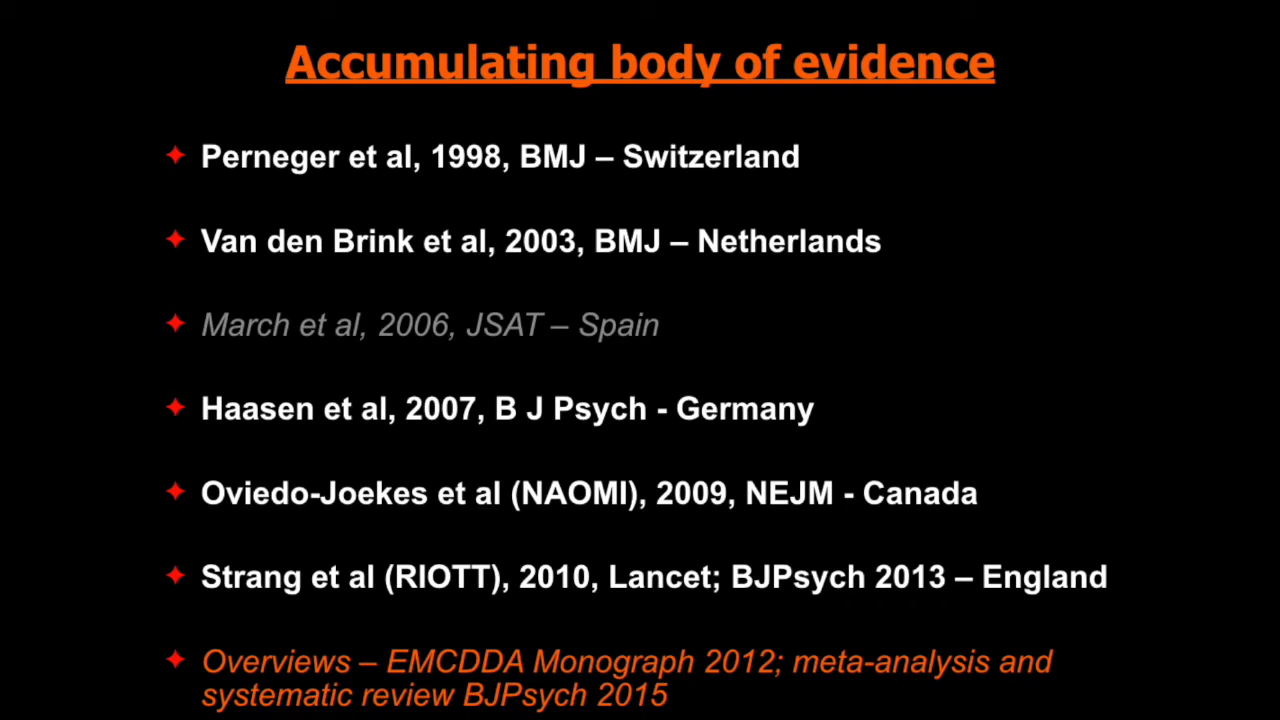 Accumulating body of evidence
Perneger et al, 1998, BMJ – Switzerland
Van den Brink et al, 2003, BMJ – Netherlands
March et al, 2006, JSAT – Spain
Haasen et al, 2007, B J Psych - Germany
Oviedo-Joekes et al (NAOMI), 2009, NEJM - Canada
Strang et al (RIOTT), 2010, Lancet; BJPsych 2013 – England
Overviews – EMCDDA Monograph 2012; meta-analysis and
systematic review BJPsych 2015